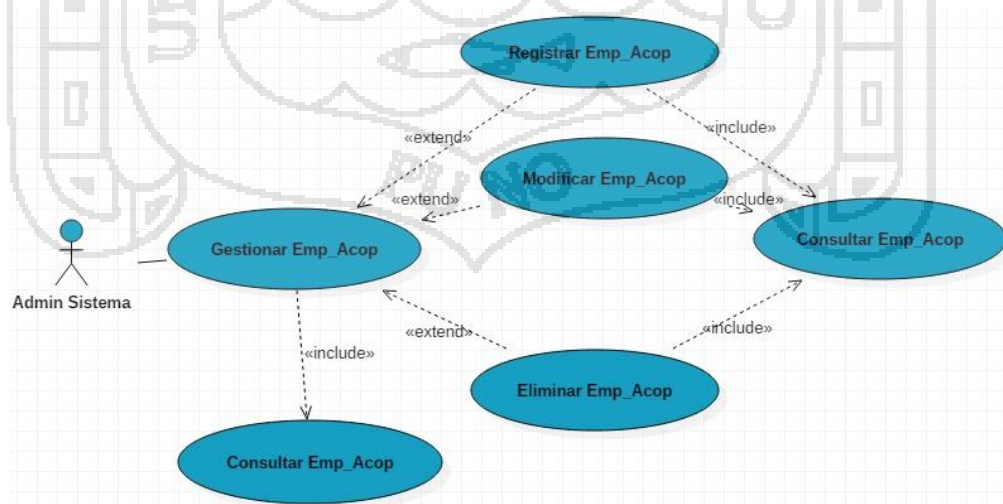 Registrar Emp_Acop
«extend»
«include»
Modificar Emp_Acop
«extend»
«include»
Gestionar Emp_Acop
Consultar Emp_Acop
Admin Sistema
«extend»
«include»
«include»
Eliminar Emp_Acop
Consultar Emp_Acop